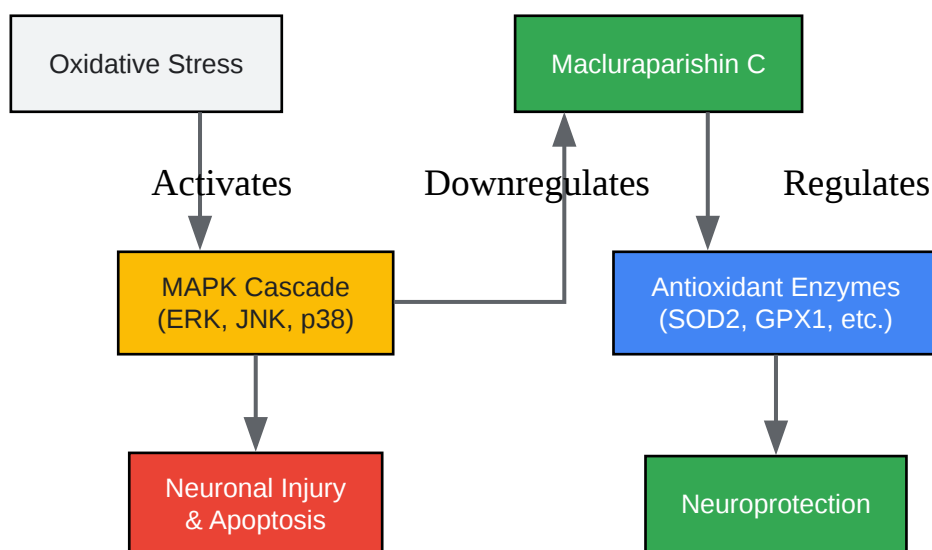 Oxidative Stress
Macluraparishin C
Activates
Downregulates
Regulates
MAPK Cascade
(ERK, JNK, p38)
Antioxidant Enzymes
(SOD2, GPX1, etc.)
Neuronal Injury
& Apoptosis
Neuroprotection